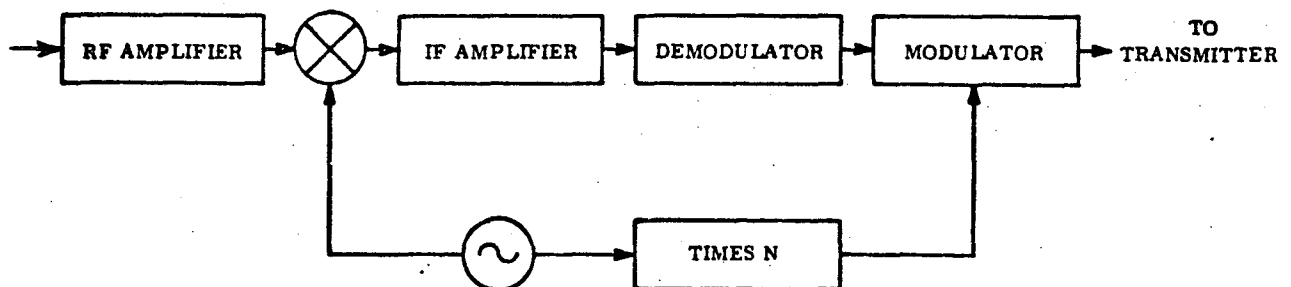 RF AMPLIFIER
IF AMPLIFIER
DEMODULATOR
MODULATOR
TO
TRANSMITTER
TIMES N